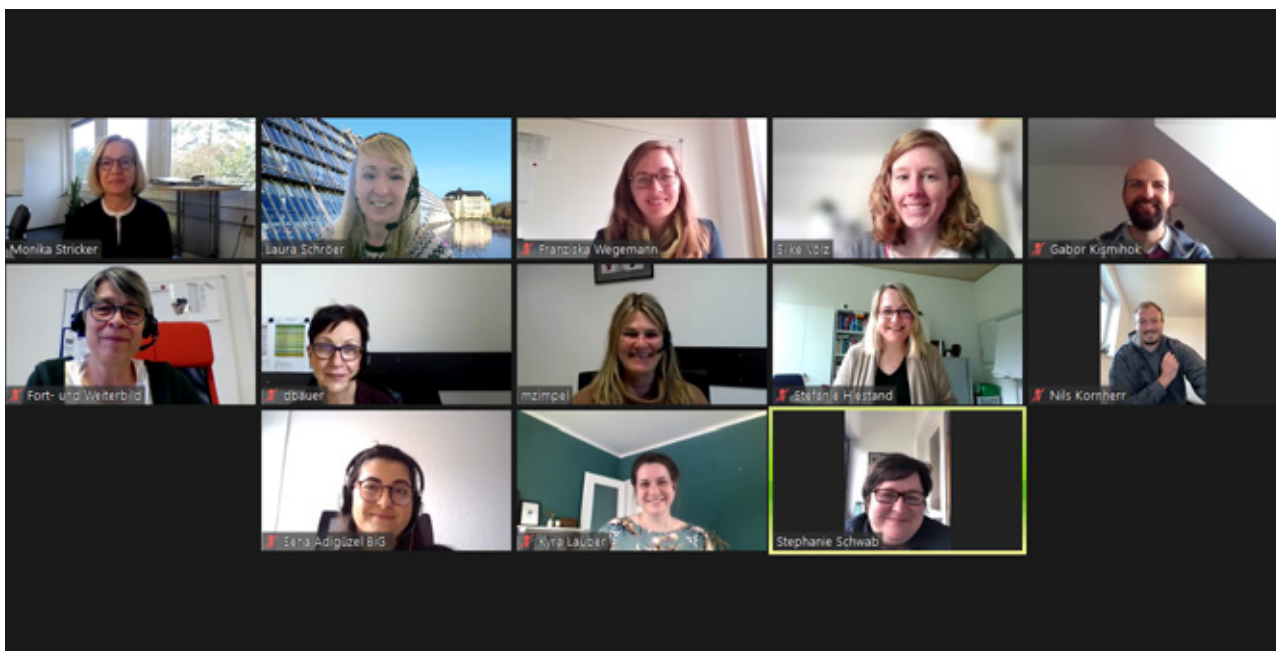 Monika Stricker
Laura Schröer
Franziska Wegemann
Silke Volz
Gabor Kismihok
Fort- und Weiterbild
dbauer
mzimpel
Stefanie Hiestand
Nils Kornherr
Sena Adigüzel BiG
Kyra Lauber
Stephanie Schwab